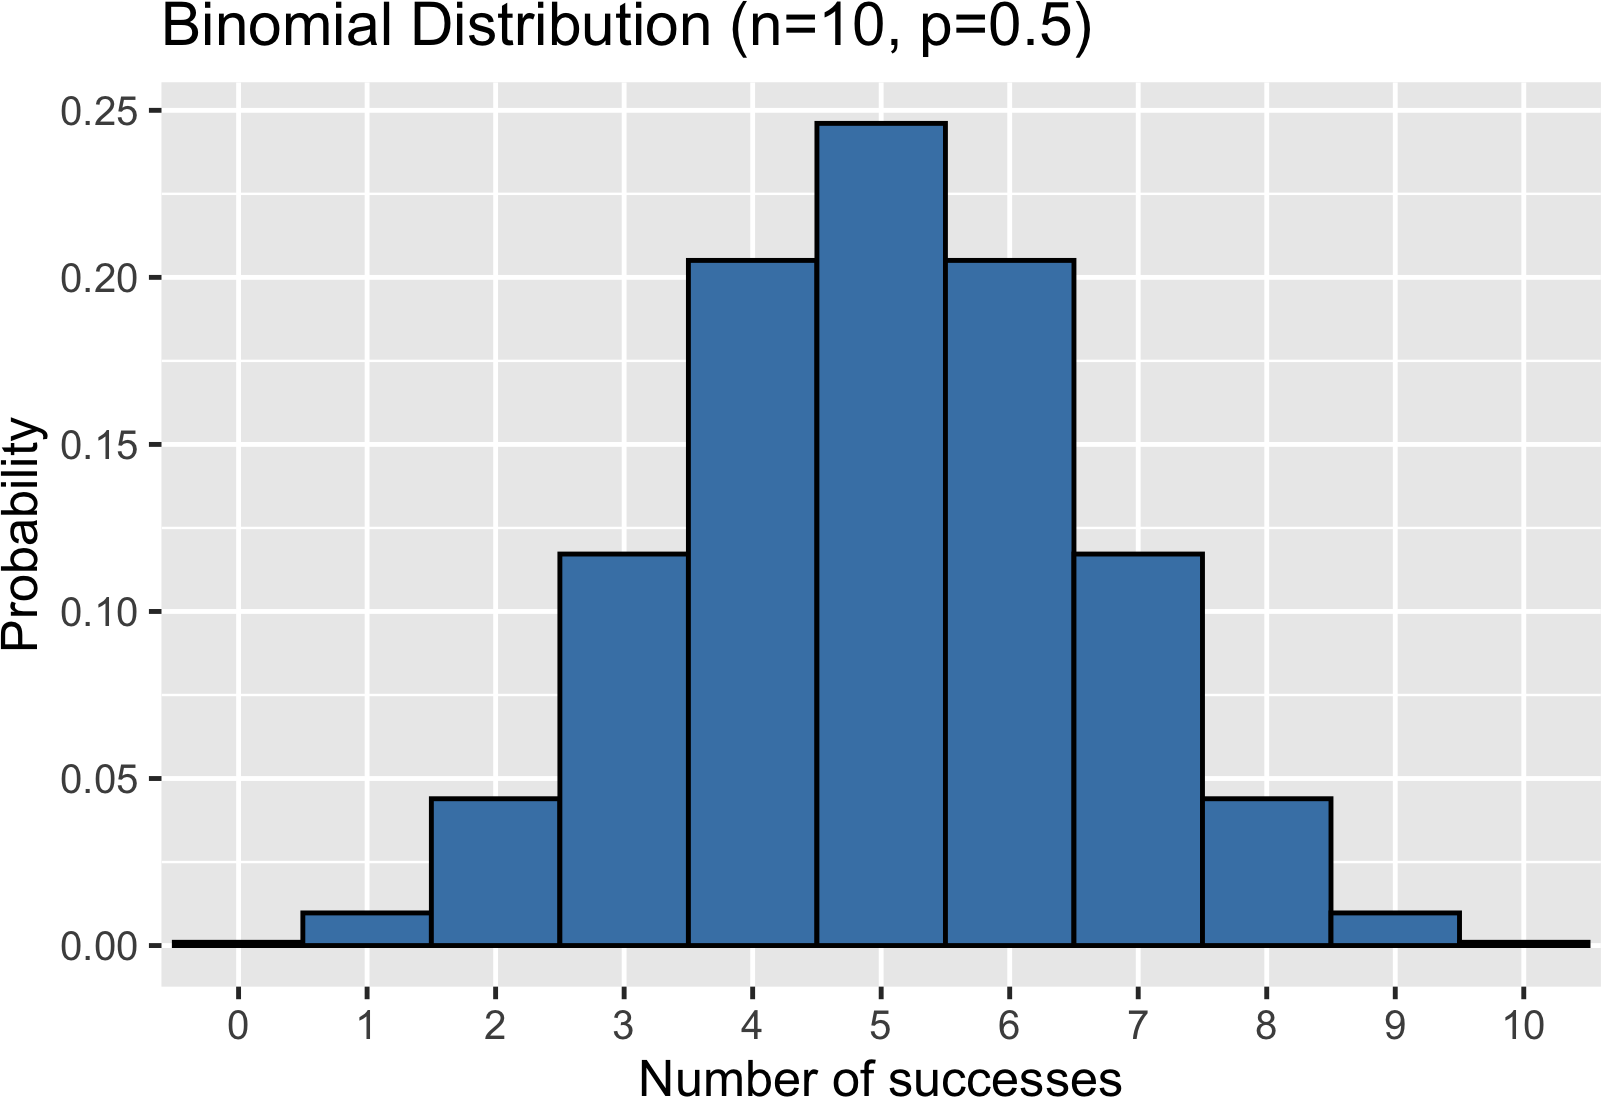 Binomial Distribution (n=10, p=0.5)
Probability
0.25
0.20
0.15
0.10
0.05
0.00
0 1 2 3 4 5 6 7 8 9 10
Number of successes